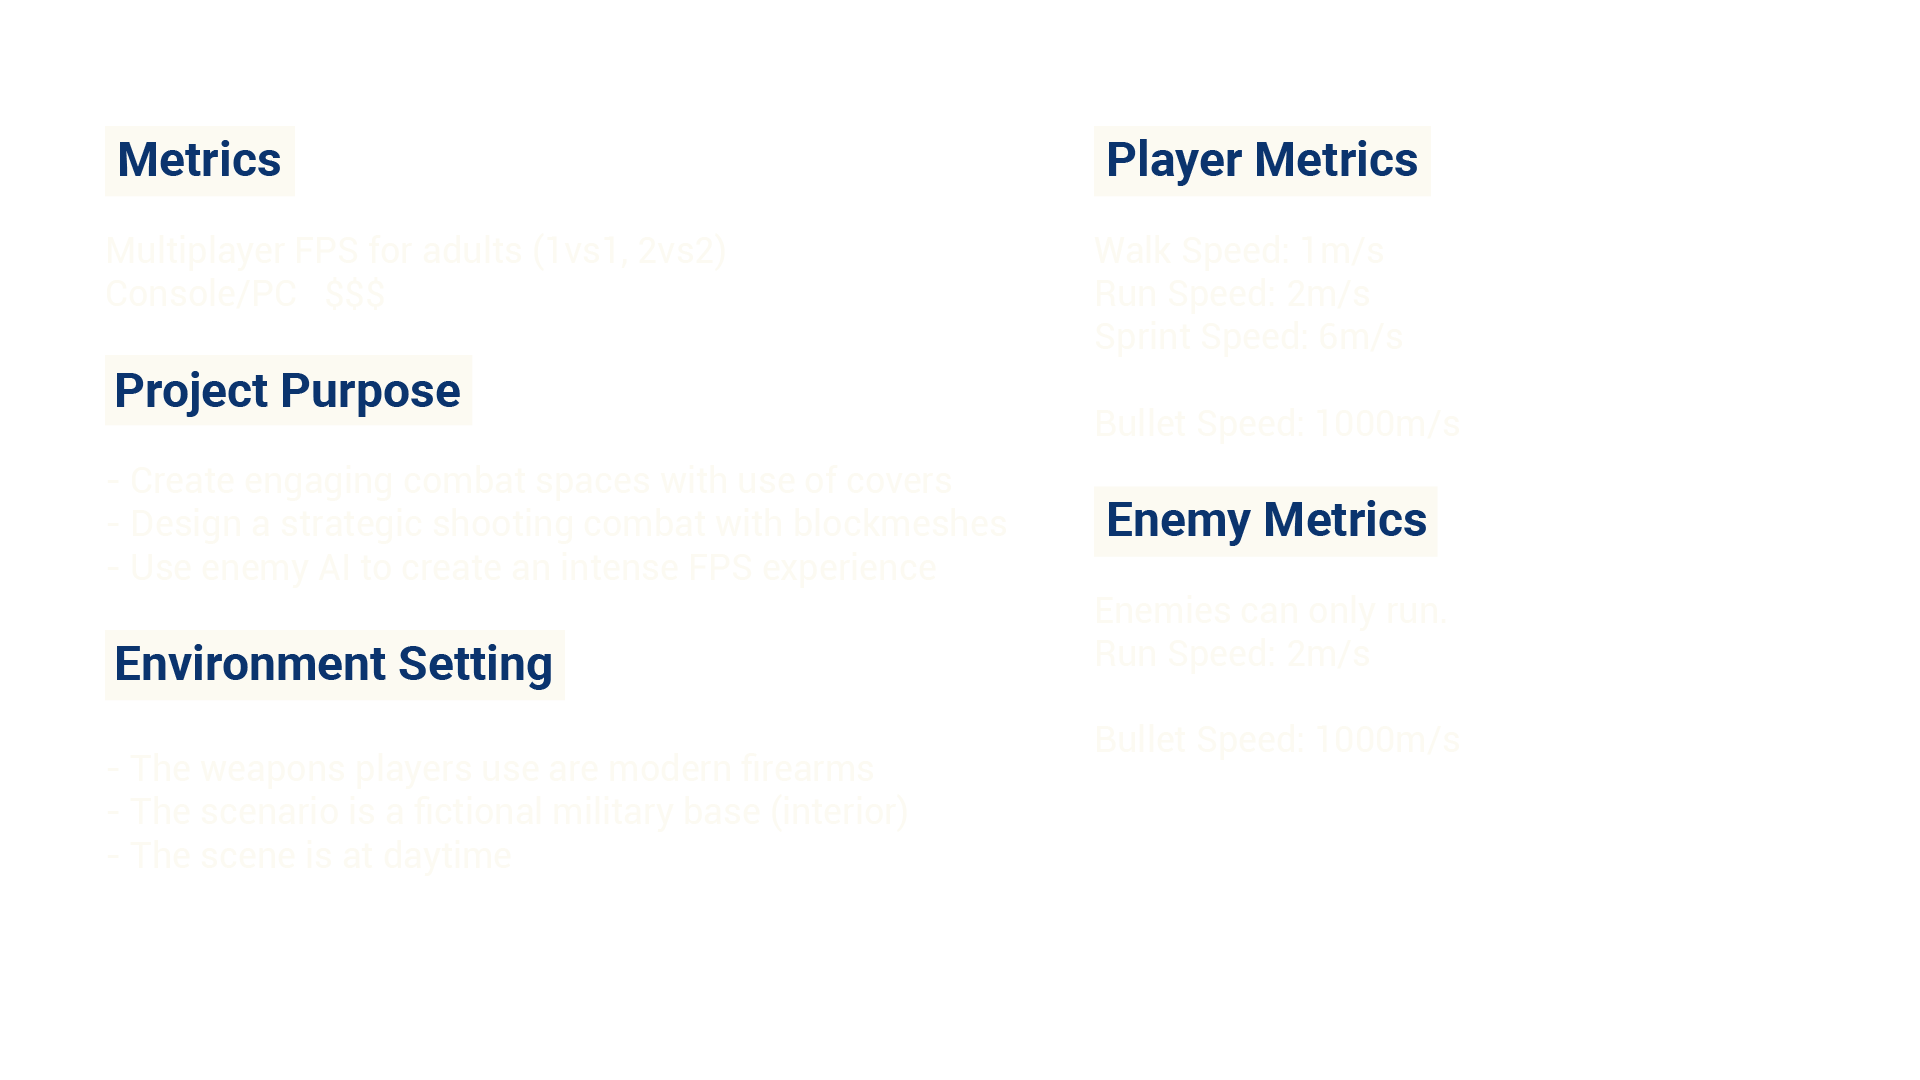 Metrics
Multiplayer FPS for adults (1vs1, 2vs2)
Console/PC $$$
Project Purpose
- Create engaging combat spaces with use of covers
- Design a strategic shooting combat with blockmeshes
- Use enemy AI to create an intense FPS experience
Environment Setting
- The weapons players use are modern firearms
- The scenario is a fictional military base (interior)
- The scene is at daytime
Player Metrics
Walk Speed: 1m/s
Run Speed: 2m/s
Sprint Speed: 6m/s
Bullet Speed: 1000m/s
Enemy Metrics
Enemies can only run.
Run Speed: 2m/s
Bullet Speed: 1000m/s